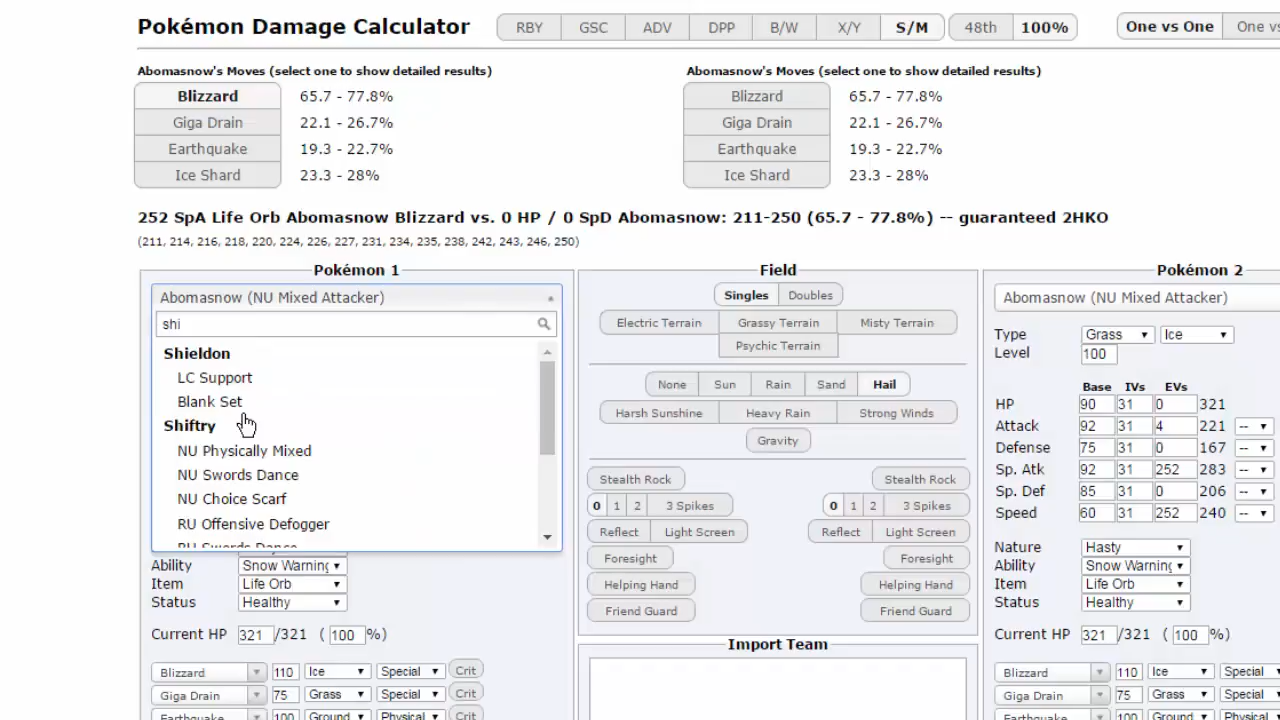 Pokémon Damage Calculator RBY GSC ADV DPP B/W X/Y S/M 48th 100% One vs One One vs
Abomasnow's Moves (select one to show detailed results) Abomasnow's Moves (select one to show detailed results)
Blizzard 65.7 - 77.8% Blizzard 65.7 - 77.8%
Giga Drain 22.1 - 26.7% Giga Drain 22.1 - 26.7%
Earthquake 19.3 - 22.7% Earthquake 19.3 - 22.7%
Ice Shard 23.3 - 28% Ice Shard 23.3 - 28%
252 SpA Life Orb Abomasnow Blizzard vs. 0 HP / 0 SpD Abomasnow: 211-250 (65.7 - 77.8%) -- guaranteed 2HKO
(211, 214, 216, 218, 220, 224, 226, 227, 231, 234, 235, 238, 242, 243, 246, 250)
Pokémon 1
Abomasnow (NU Mixed Attacker)
shi
Shieldon
LC Support
Blank Set
Shiftry
NU Physically Mixed
NU Swords Dance
NU Choice Scarf
RU Offensive Defogger
RU Swords Dance
Ability Snow Warning
Item Life Orb
Status Healthy
Current HP 321 /321 ( 100 %)
Blizzard 110 Ice Special Crit
Giga Drain 75 Grass Special Crit
Earthquake 100 Ground Physical Crit
Field
Singles Doubles
Electric Terrain Grassy Terrain Misty Terrain
Psychic Terrain
None Sun Rain Sand Hail
Harsh Sunshine Heavy Rain Strong Winds
Gravity
Stealth Rock Stealth Rock
0 1 2 3 Spikes 0 1 2 3 Spikes
Reflect Light Screen Reflect Light Screen
Foresight Foresight
Helping Hand Helping Hand
Friend Guard Friend Guard
Import Team
Pokémon 2
Abomasnow (NU Mixed Attacker)
Type Grass Ice
Level 100
Base IVs EVs
HP 90 31 0 321
Attack 92 31 4 221 --
Defense 75 31 0 167 --
Sp. Atk 92 31 252 283 --
Sp. Def 85 31 0 206 --
Speed 60 31 252 240 --
Nature Hasty
Ability Snow Warning
Item Life Orb
Status Healthy
Current HP 321 /321 ( 100 %)
Blizzard 110 Ice Special
Giga Drain 75 Grass Special
Earthquake 100 Ground Physical